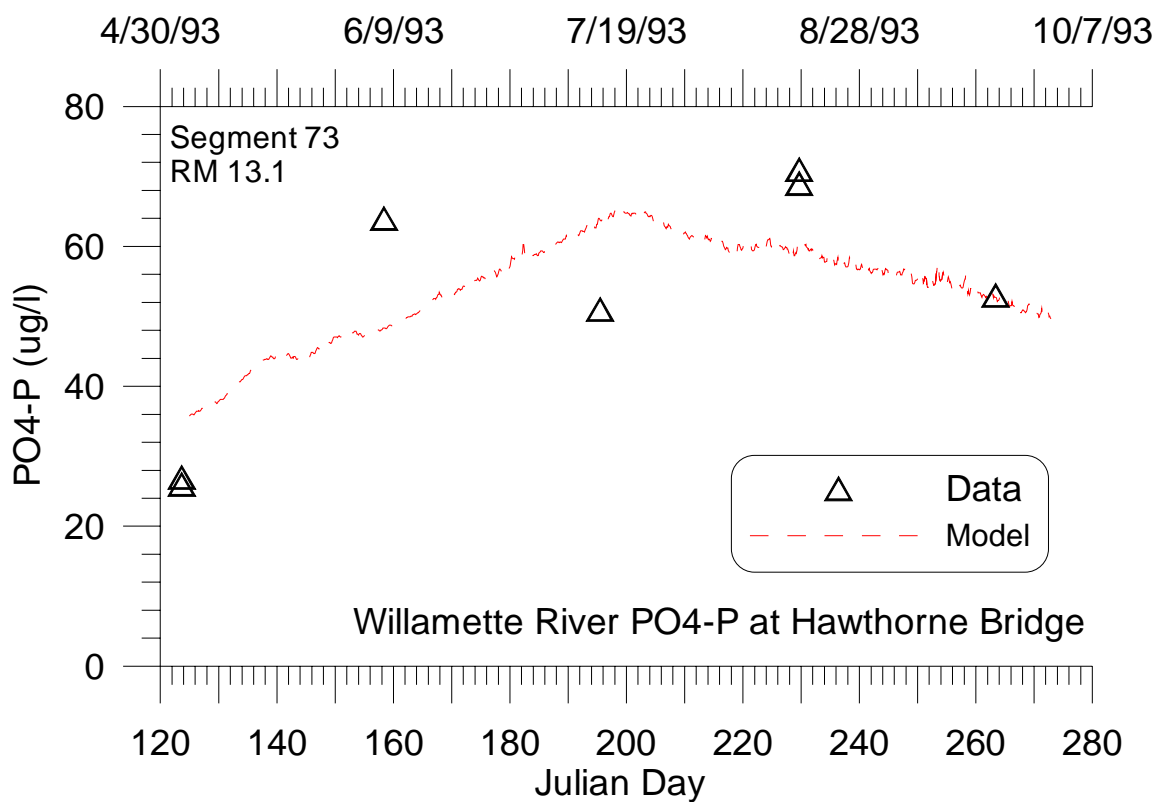 4/30/93 6/9/93 7/19/93 8/28/93 10/7/93
80
Segment 73
RM 13.1
60
PO4-P (ug/l)
40
20
0
Data
Model
Willamette River PO4-P at Hawthorne Bridge
120 140 160 180 200 220 240 260 280
Julian Day